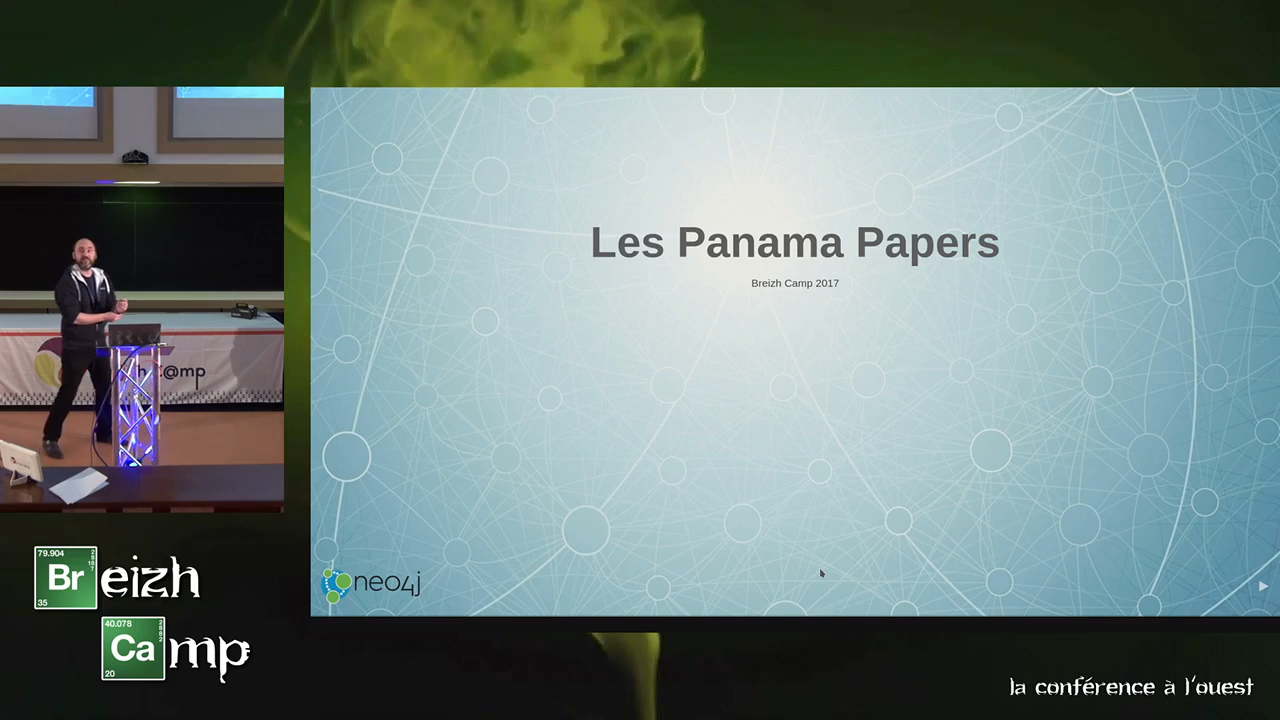 Les Panama Papers
Breizh Camp 2017
neo4j
h C@mp
79.904
Br
35
eizh
40.078
Ca
20
mp
la conférence à l'ouest